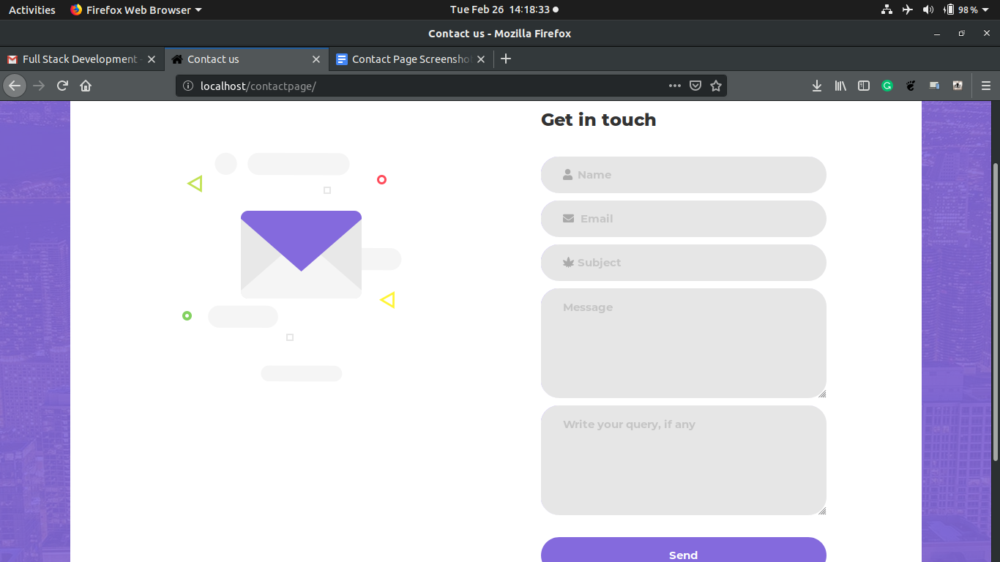 Activities Firefox Web Browser Tue Feb 26 14:18:33 98%
Contact us - Mozilla Firefox
Full Stack Development - Contact us Contact Page Screenshot
localhost/contactpage/
Get in touch
Name
Email
Subject
Message
Write your query, if any
Send